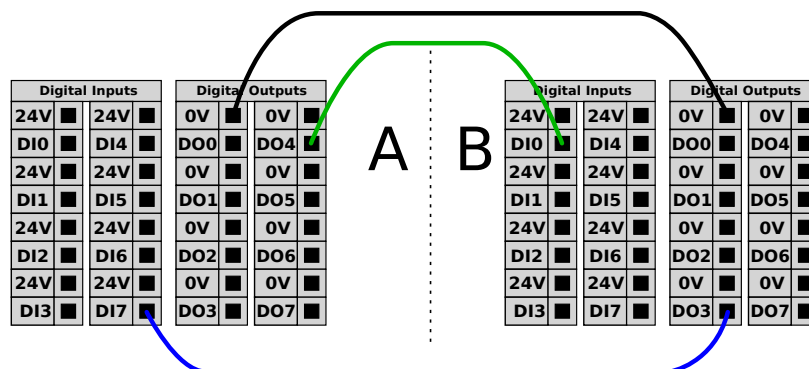 Digital Inputs Digital Outputs Digital Inputs Digital Outputs
24V 24V 0V 0V 24V 24V 0V 0V
DI0 DI4 DO0 DO4 A B DI0 DI4 DO0 DO4
24V 24V 0V 0V 24V 24V 0V 0V
DI1 DI5 DO1 DO5 DI1 DI5 DO1 DO5
24V 24V 0V 0V 24V 24V 0V 0V
DI2 DI6 DO2 DO6 DI2 DI6 DO2 DO6
24V 24V 0V 0V 24V 24V 0V 0V
DI3 DI7 DO3 DO7 DI3 DI7 DO3 DO7